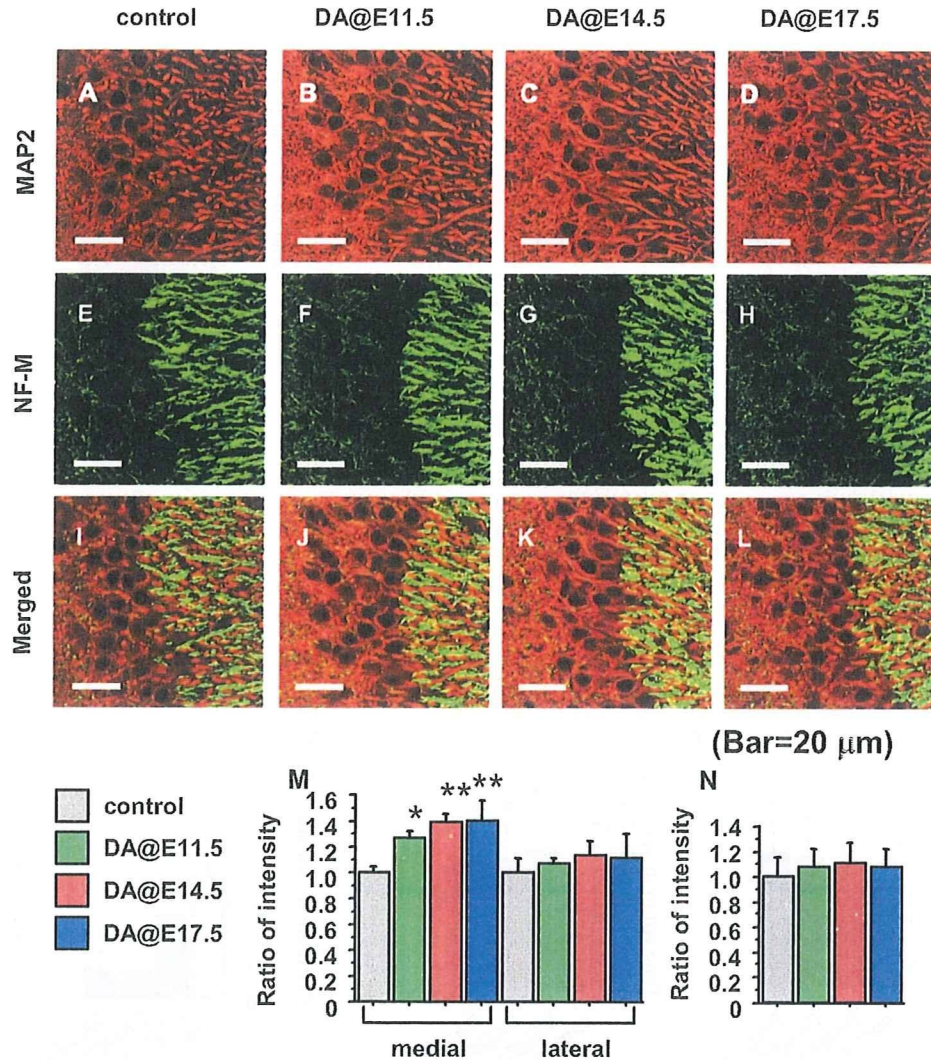 control DA@E11.5 DA@E14.5 DA@E17.5
MAP2
A B C D
NF-M
E F G H
Merged
I J K L
(Bar=20 μm)
control
DA@E11.5
DA@E14.5
DA@E17.5
M
Ratio of intensity
1.6
1.4
1.2
1.0
0.8
0.6
0.4
0.2
0
* ** **
medial lateral
N
Ratio of intensity
1.4
1.2
1.0
0.8
0.6
0.4
0.2
0